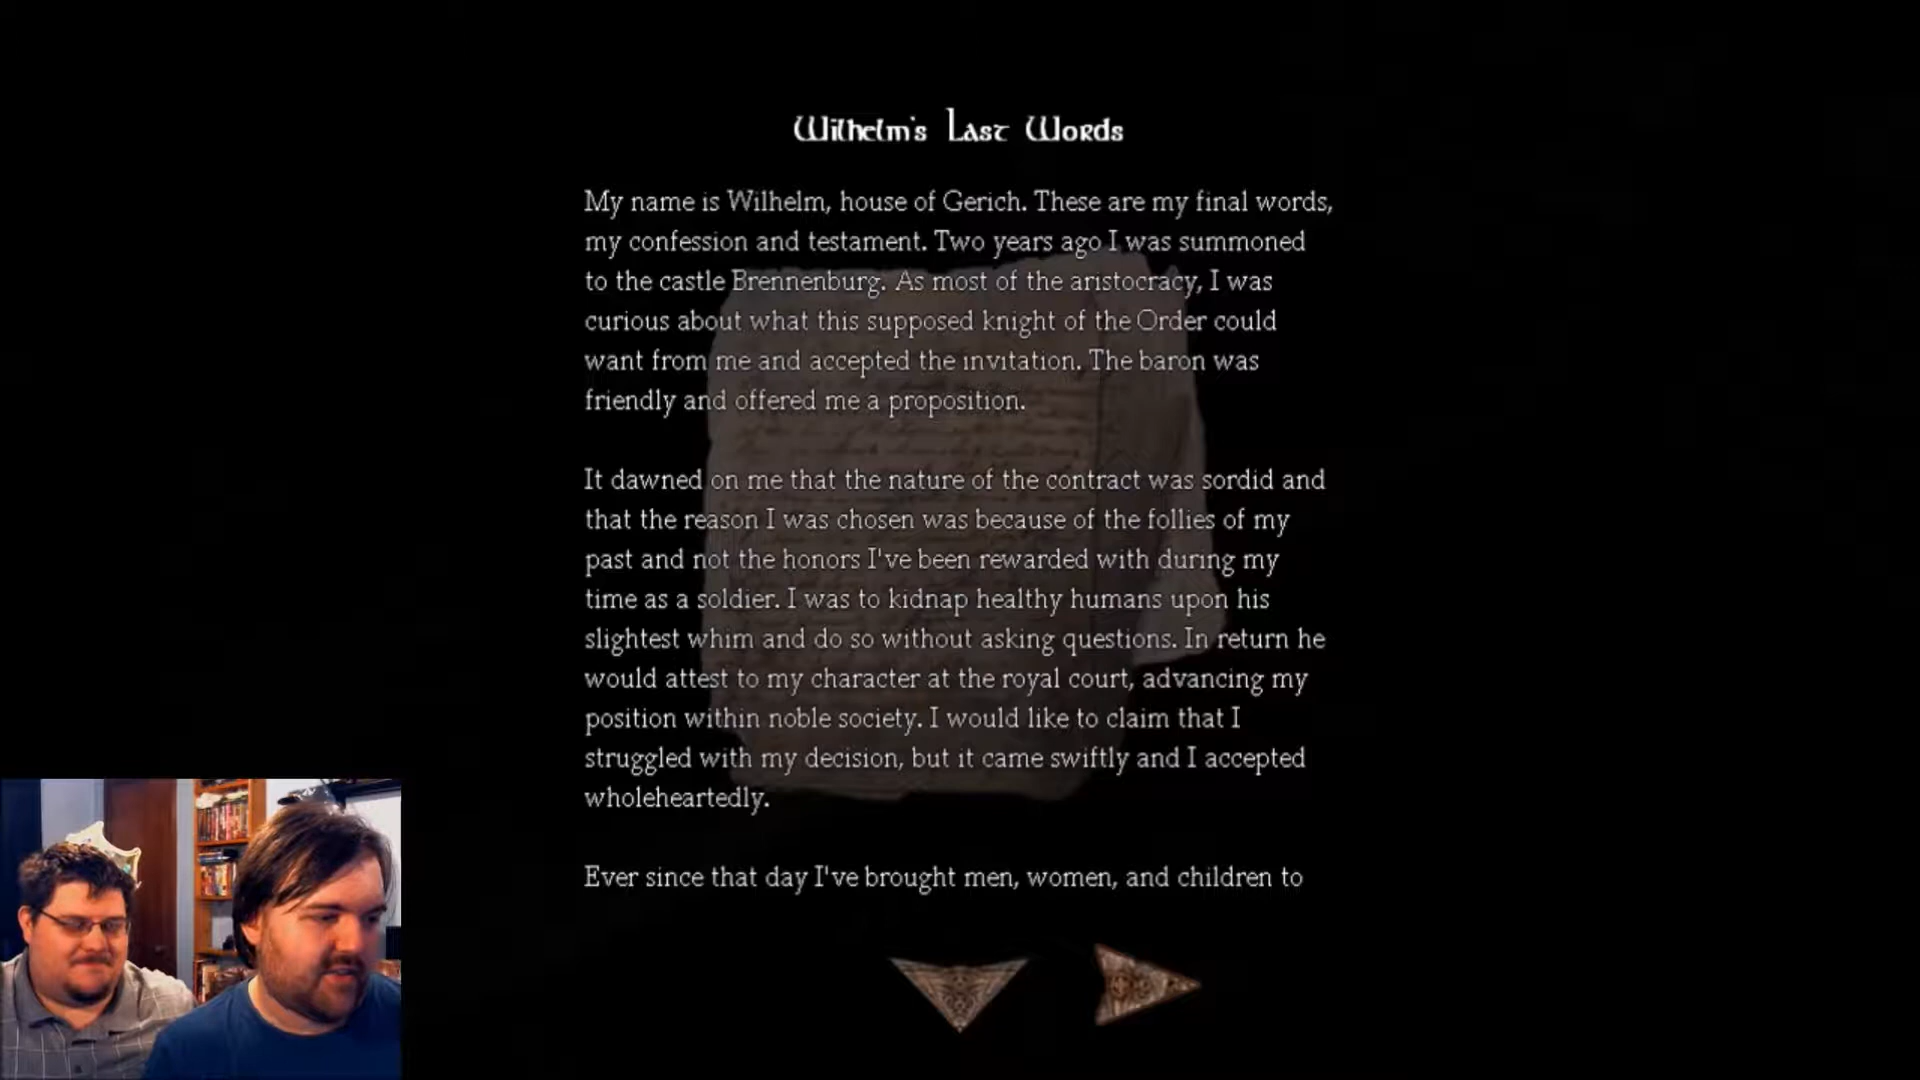 Wilhelm's Last Words
My name is Wilhelm, house of Gerich. These are my final words,
my confession and testament. Two years ago I was summoned
to the castle Brennenburg. As most of the aristocracy, I was
curious about what this supposed knight of the Order could
want from me and accepted the invitation. The baron was
friendly and offered me a proposition.
It dawned on me that the nature of the contract was sordid and
that the reason I was chosen was because of the follies of my
past and not the honors I've been rewarded with during my
time as a soldier. I was to kidnap healthy humans upon his
slightest whim and do so without asking questions. In return he
would attest to my character at the royal court, advancing my
position within noble society. I would like to claim that I
struggled with my decision, but it came swiftly and I accepted
wholeheartedly.
Ever since that day I've brought men, women, and children to